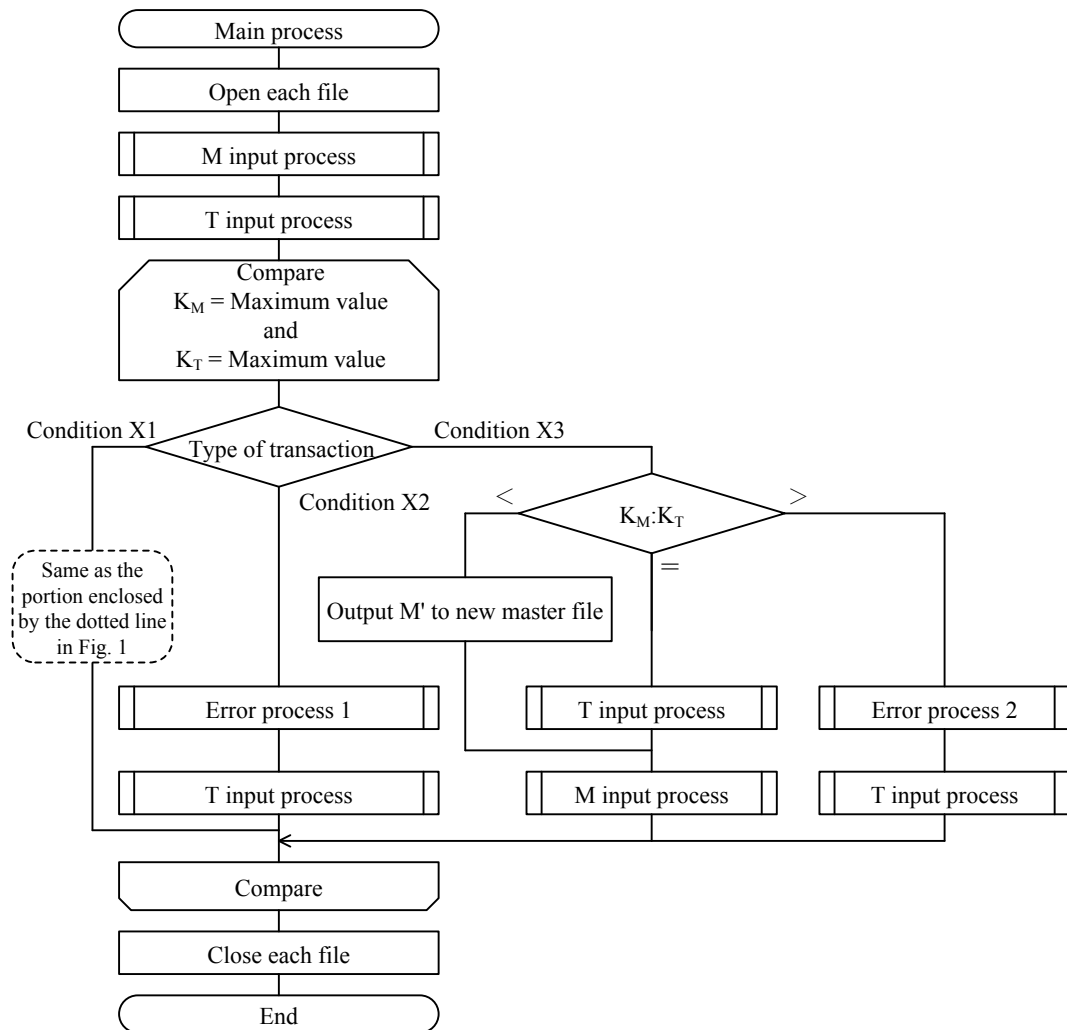 Main process
Open each file
M input process
T input process
Compare
K_M = Maximum value
and
K_T = Maximum value
Condition X1
Type of transaction
Condition X3
Condition X2
<
K_M:K_T
>
=
Same as the
portion enclosed
by the dotted line
in Fig. 1
Output M' to new master file
Error process 1
T input process
Error process 2
T input process
M input process
T input process
Compare
Close each file
End